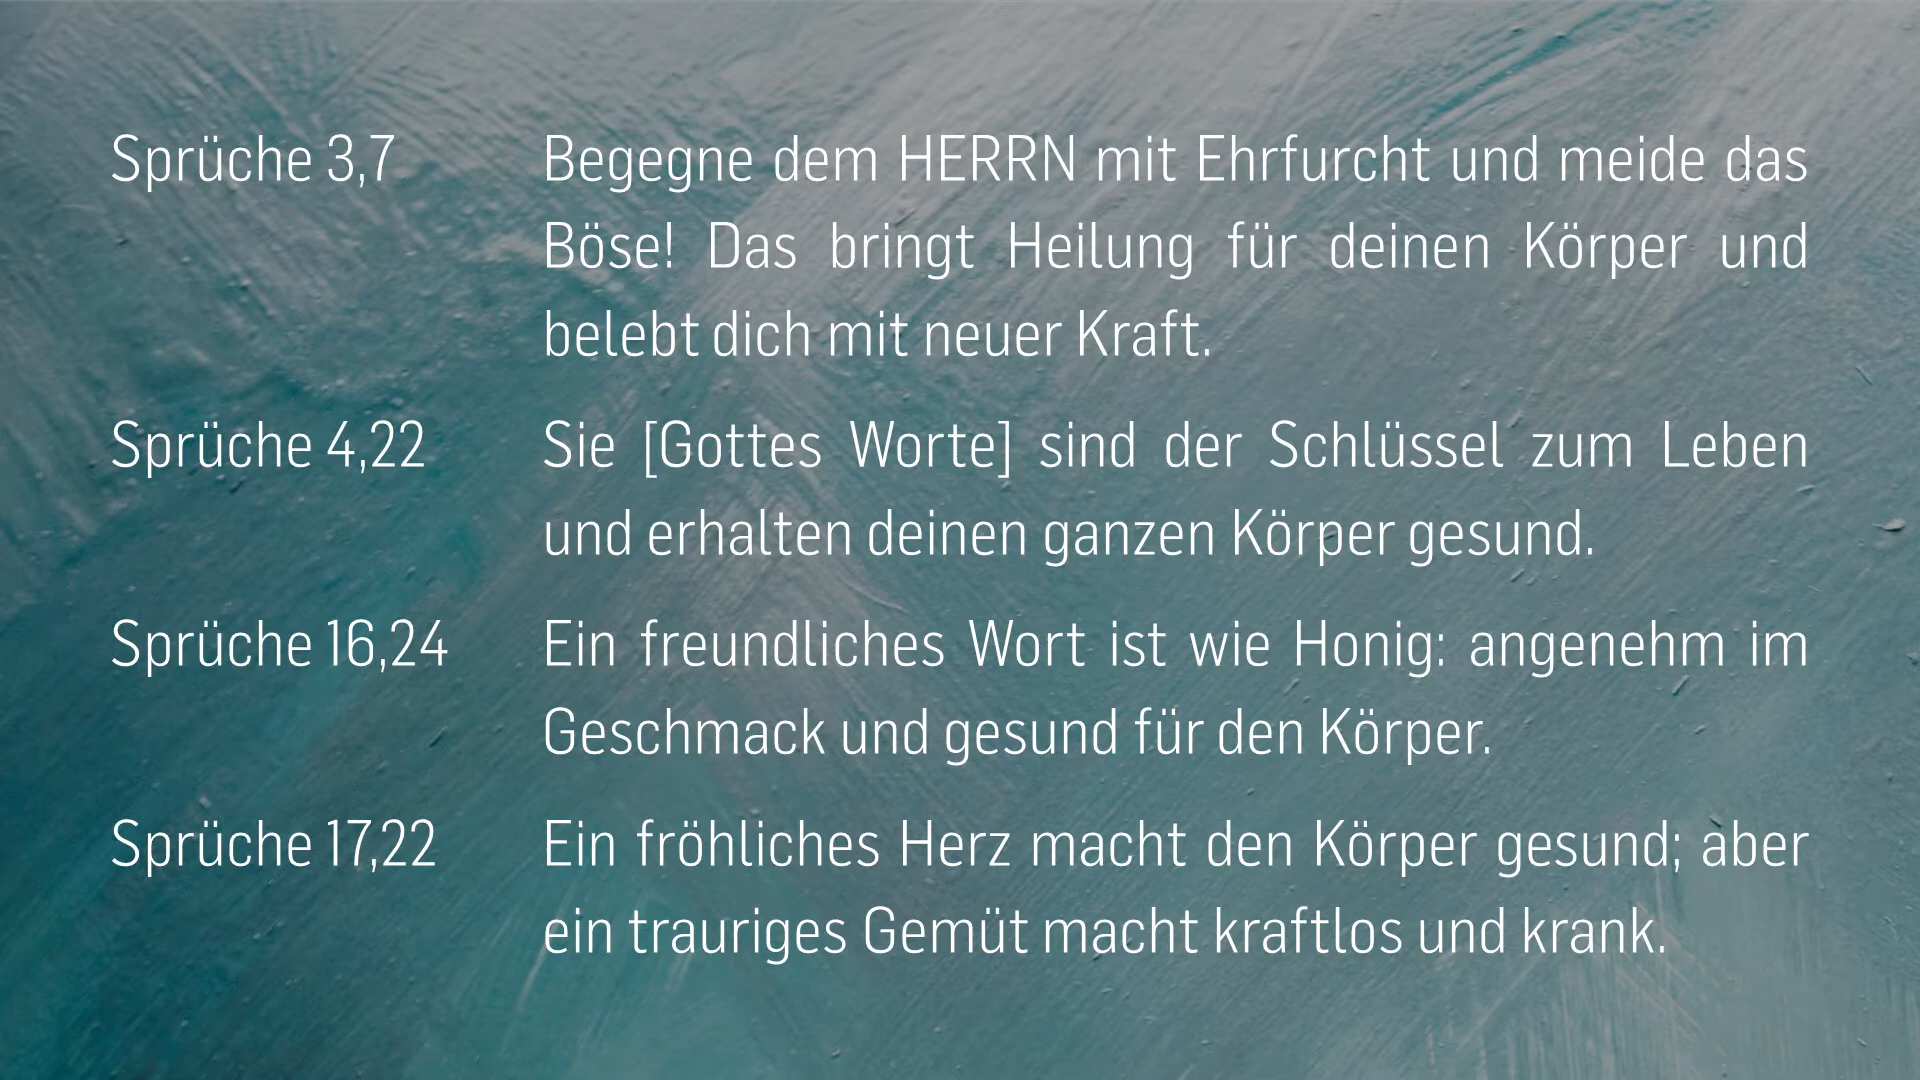 Sprüche 3,7 Begegne dem HERRN mit Ehrfurcht und meide das
Böse! Das bringt Heilung für deinen Körper und
belebt dich mit neuer Kraft.
Sprüche 4,22 Sie [Gottes Worte] sind der Schlüssel zum Leben
und erhalten deinen ganzen Körper gesund.
Sprüche 16,24 Ein freundliches Wort ist wie Honig: angenehm im
Geschmack und gesund für den Körper.
Sprüche 17,22 Ein fröhliches Herz macht den Körper gesund; aber
ein trauriges Gemüt macht kraftlos und krank.